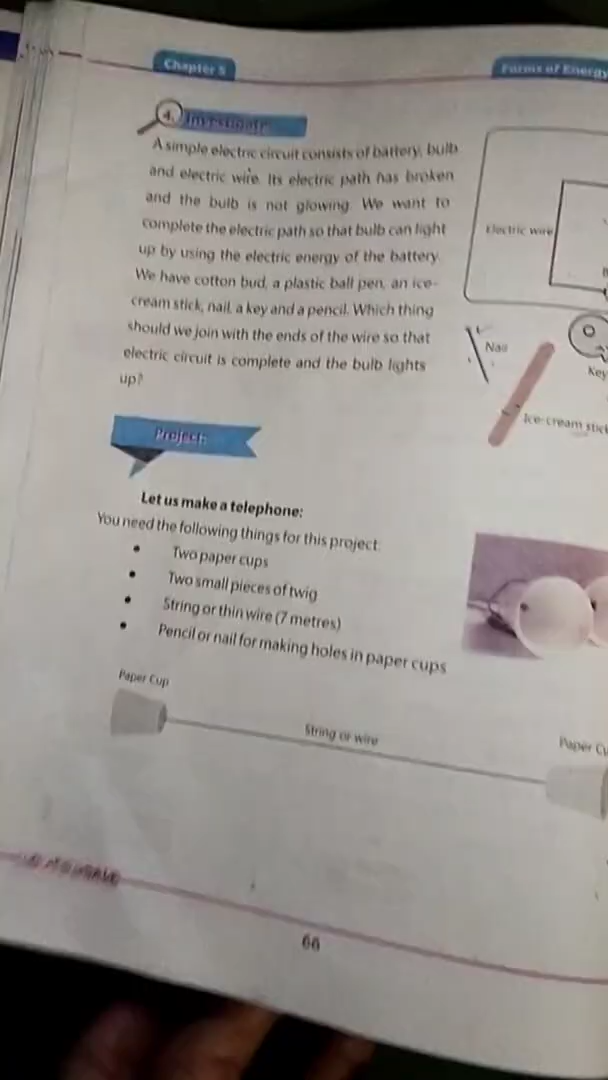 Chapter 5
Forms of Energy
4. Investigate:
A simple electric circuit consists of battery, bulb
and electric wire. Its electric path has broken
and the bulb is not glowing. We want to
complete the electric path so that bulb can light
up by using the electric energy of the battery.
We have cotton bud, a plastic ball pen, an ice-
cream stick, nail, a key and a pencil. Which thing
should we join with the ends of the wire so that
electric circuit is complete and the bulb lights
up?
Electric wire
Nail
Key
Ice-cream stick
Project:
Let us make a telephone:
You need the following things for this project:
• Two paper cups
• Two small pieces of twig
• String or thin wire (7 metres)
• Pencil or nail for making holes in paper cups
Paper Cup
String or wire
Paper Cu
66